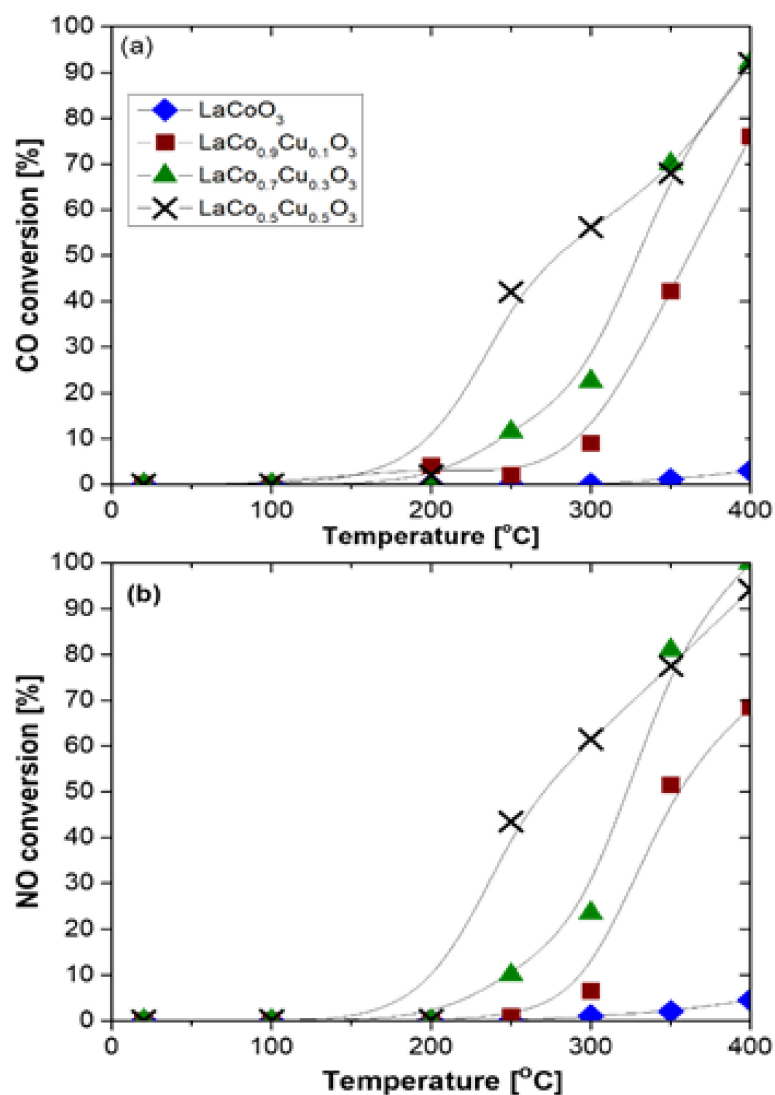 (a)
100
90
80
70
60
50
40
30
20
10
0
CO conversion [%]
LaCoO₃
LaCo₀.₉Cu₀.₁O₃
LaCo₀.₇Cu₀.₃O₃
LaCo₀.₅Cu₀.₅O₃
0 100 200 300 400
Temperature [°C]
(b)
100
90
80
70
60
50
40
30
20
10
0
NO conversion [%]
0 100 200 300 400
Temperature [°C]